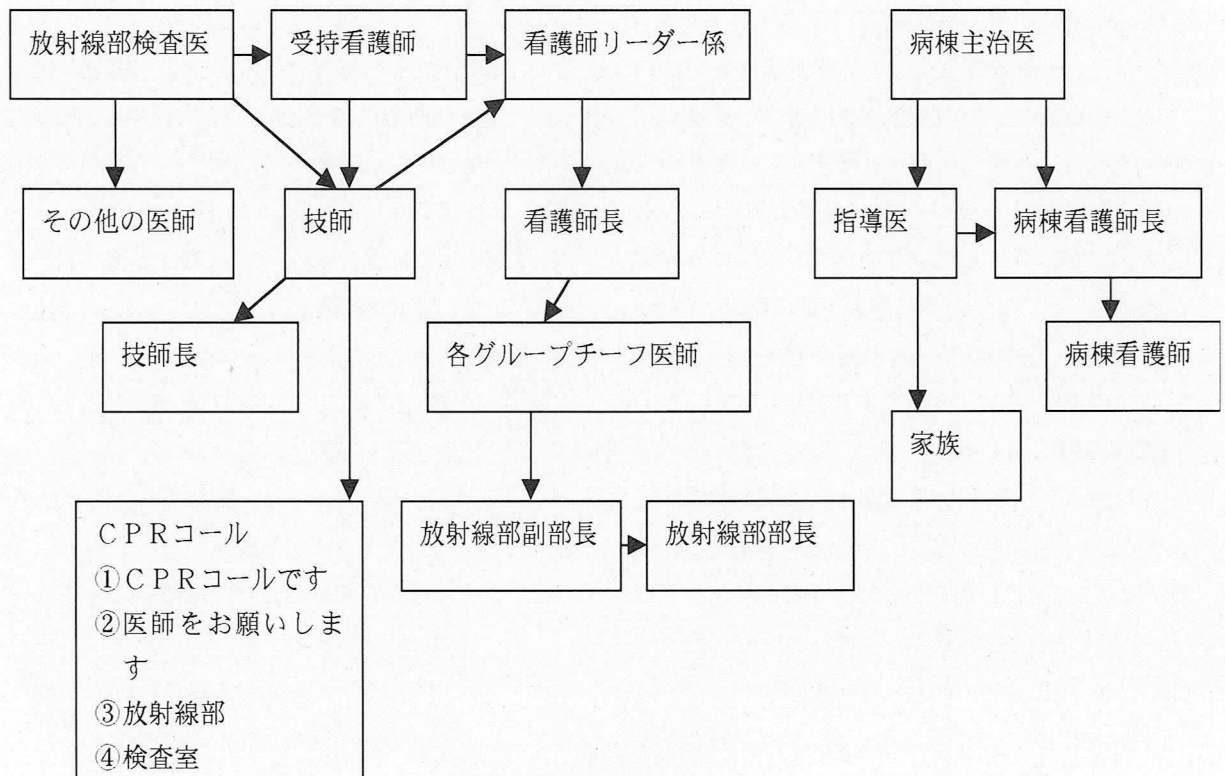 放射線部検査医
受持看護師
看護師リーダー係
病棟主治医
その他の医師
技師
看護師長
指導医
病棟看護師長
技師長
各グループチーフ医師
病棟看護師
家族
放射線部副部長
放射線部部長
ＣＰＲコール
①ＣＰＲコールです
②医師をお願いしま
す
③放射線部
④検査室